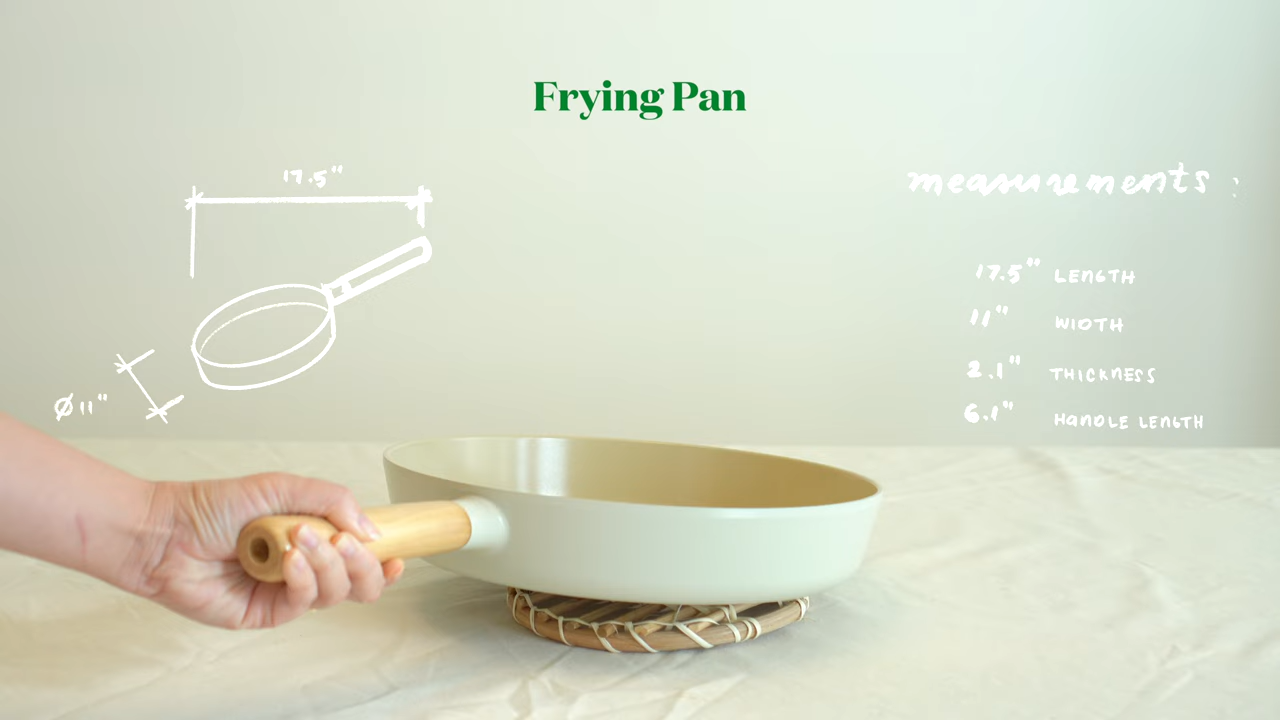 Frying Pan
17.5"
Ø11"
measurements:
17.5" LENGTH
11" WIDTH
2.1" THICKNESS
6.1" HANDLE LENGTH